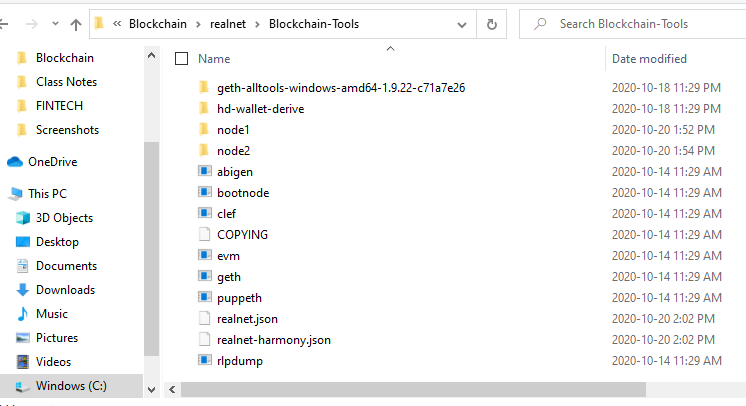 « Blockchain › realnet › Blockchain-Tools
Search Blockchain-Tools
Blockchain
Class Notes
FINTECH
Screenshots
OneDrive
This PC
3D Objects
Desktop
Documents
Downloads
Music
Pictures
Videos
Windows (C:)
Name Date modified
geth-alltools-windows-amd64-1.9.22-c71a7e26 2020-10-18 11:29 PM
hd-wallet-derive 2020-10-18 11:29 PM
node1 2020-10-20 1:52 PM
node2 2020-10-20 1:54 PM
abigen 2020-10-14 11:29 AM
bootnode 2020-10-14 11:29 AM
clef 2020-10-14 11:29 AM
COPYING 2020-10-14 11:29 AM
evm 2020-10-14 11:29 AM
geth 2020-10-14 11:29 AM
puppeth 2020-10-14 11:29 AM
realnet.json 2020-10-20 2:02 PM
realnet-harmony.json 2020-10-20 2:02 PM
rlpdump 2020-10-14 11:29 AM